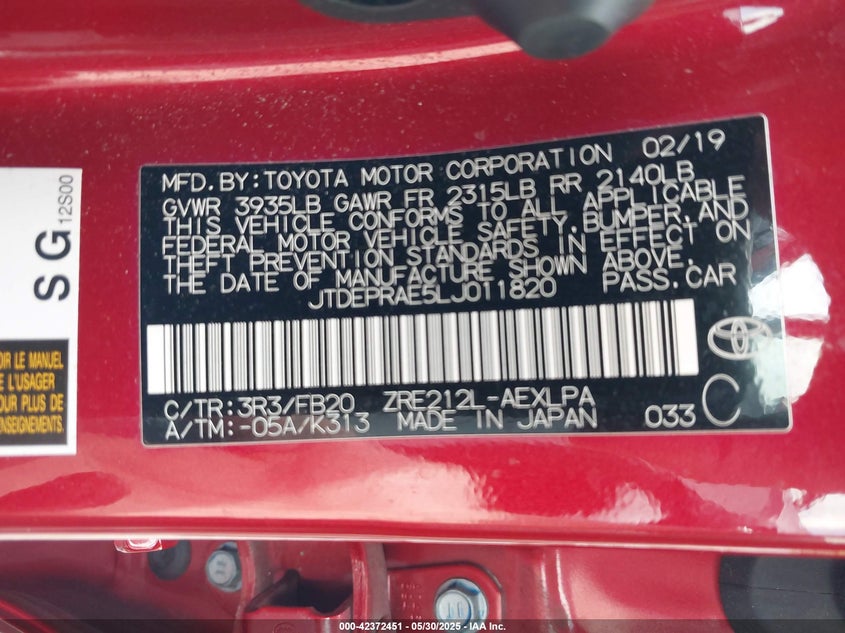 MFD.BY:TOYOTA MOTOR CORPORATION 02/19
GVWR 3935LB GAWR FR 2315LB RR 2140LB
THIS VEHICLE CONFORMS TO ALL APPLICABLE
FEDERAL MOTOR VEHICLE SAFETY,BUMPER,AND
THEFT PREVENTION STANDARDS IN EFFECT ON
THE DATE OF MANUFACTURE SHOWN ABOVE.
JTDEPRAE5LJ011820 PASS.CAR
C/TR:3R3/FB20 ZRE212L-AEXLPA
A/TM:-05A/K313 MADE IN JAPAN 033 C
SG
12S00
OIR LE MANUEL
L'USAGER
OUR PLUS DE
ENSEIGNEMENTS.
000-42372451 - 05/30/2025 - IAA Inc.